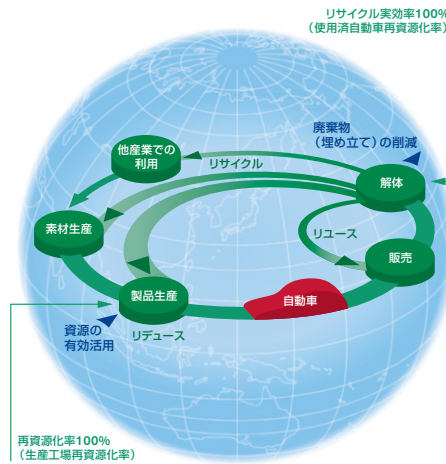 リサイクル実効率100%
（使用済自動車再資源化率）
廃棄物
（埋め立て）の削減
他産業での
利用
リサイクル
解体
素材生産
リユース
販売
製品生産
自動車
資源の
有効活用
リデュース
再資源化率100%
（生産工場再資源化率）